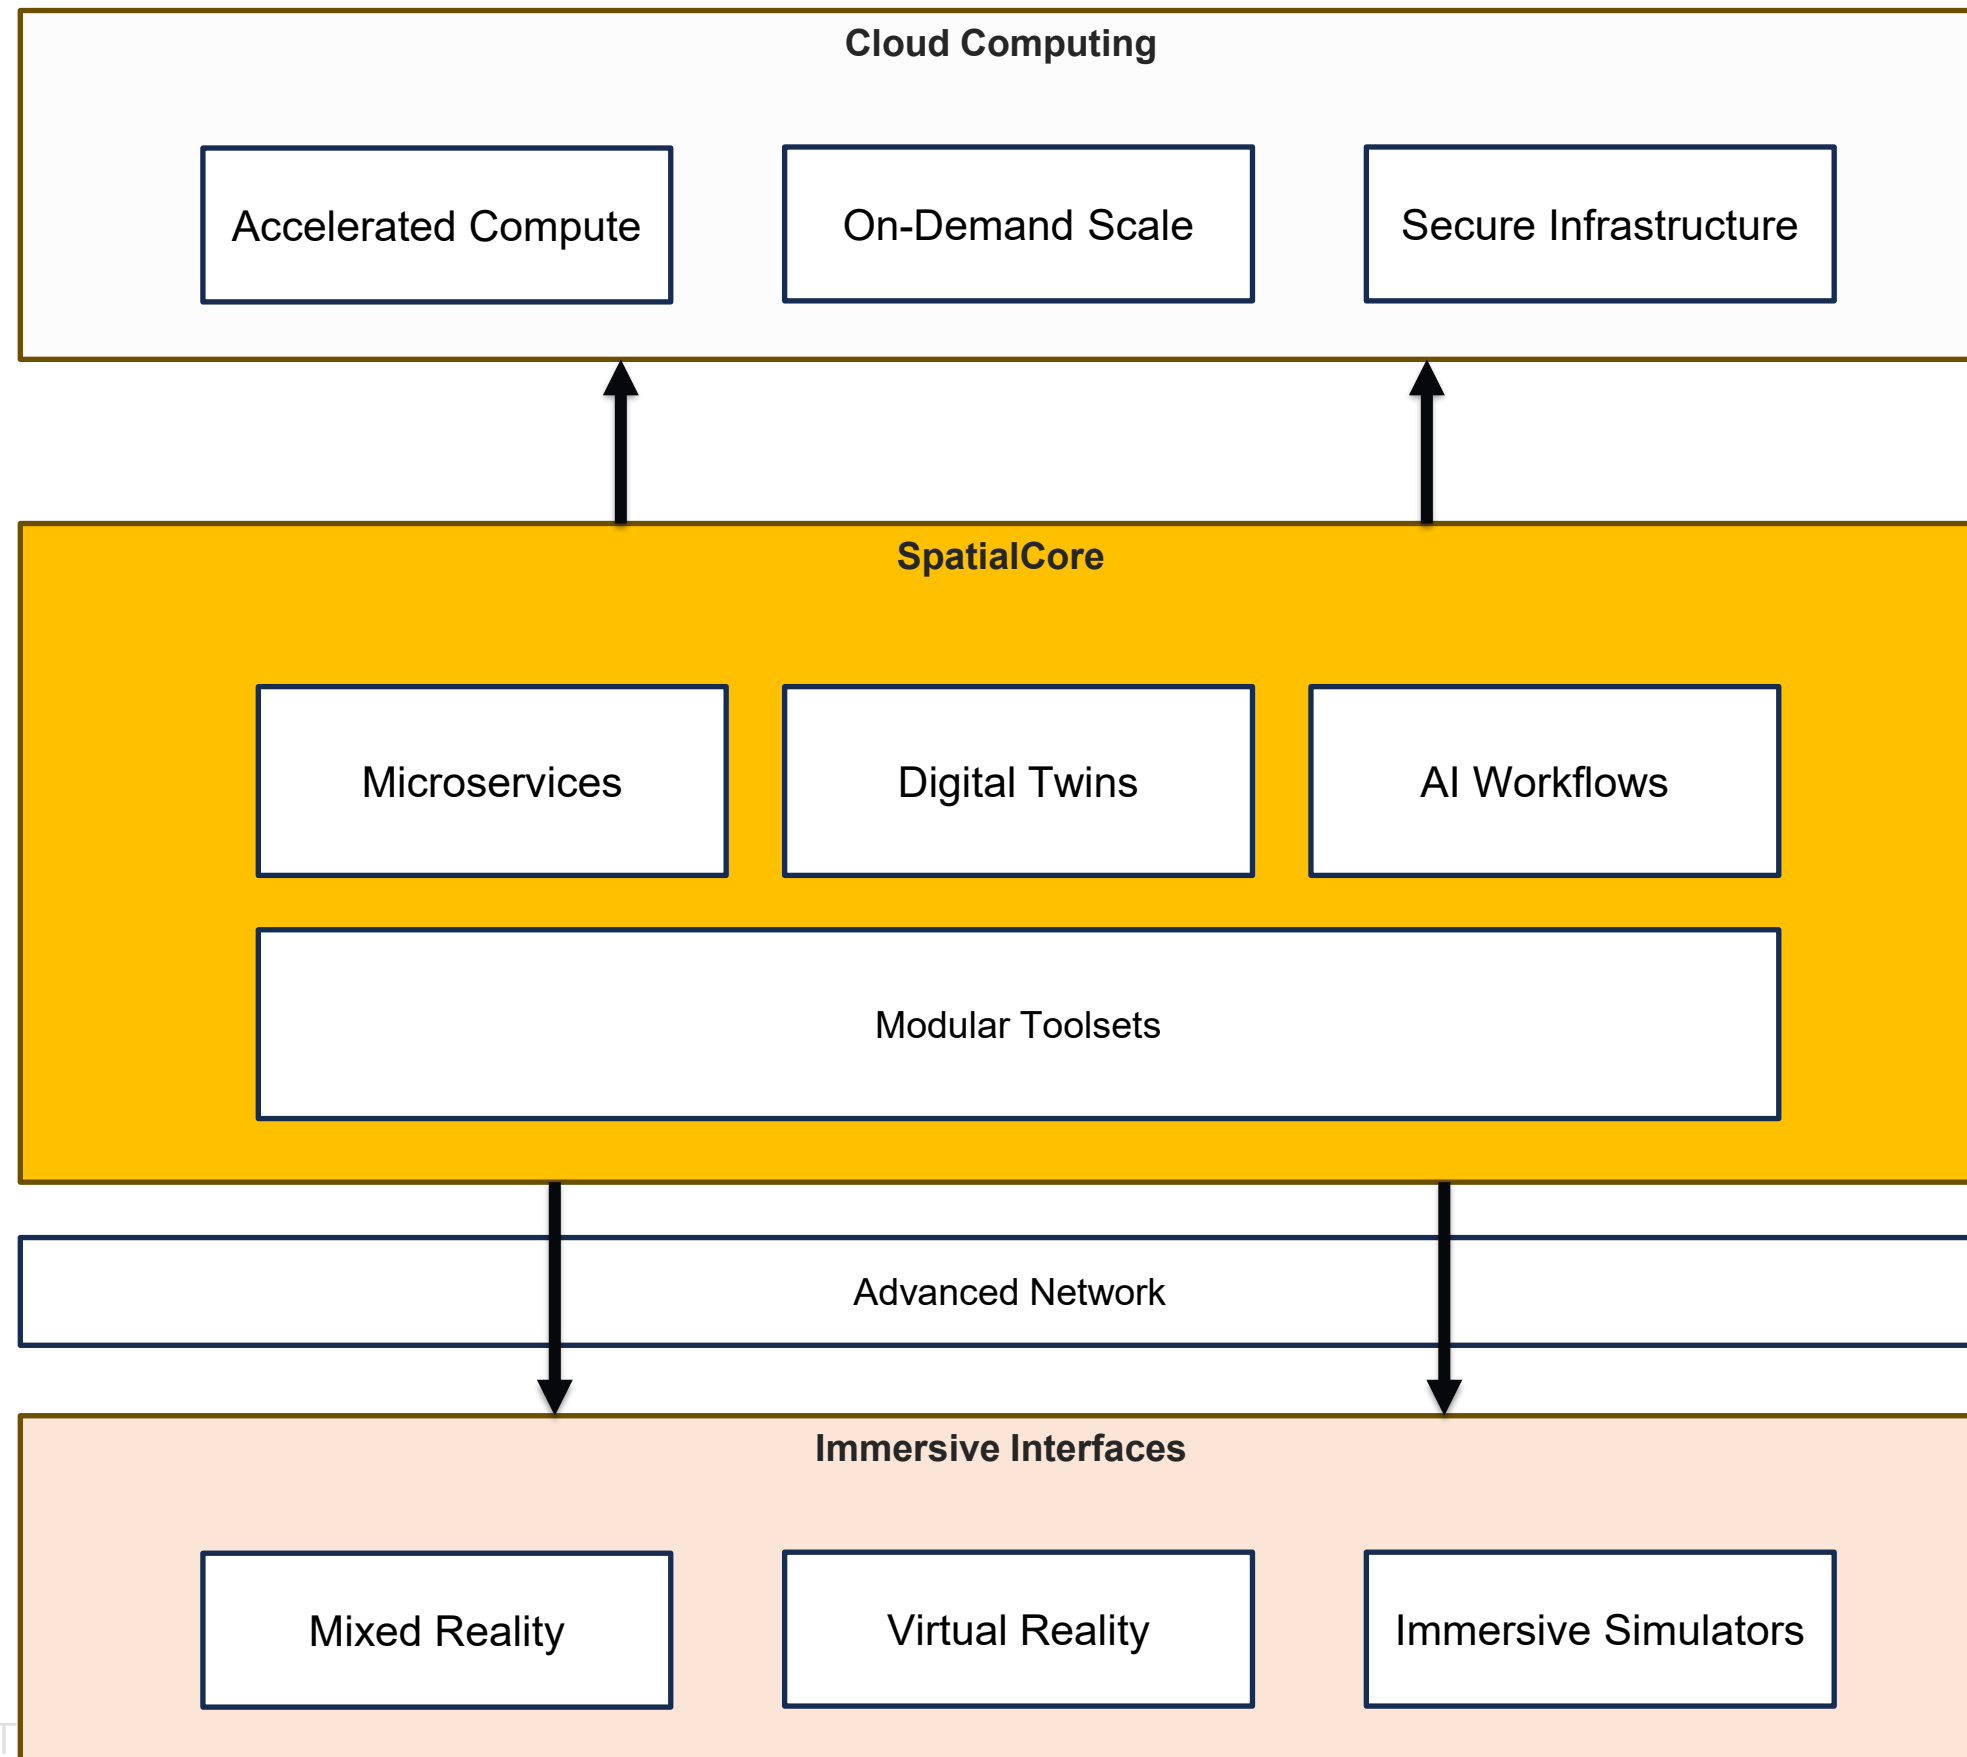 Cloud Computing
Accelerated Compute
On-Demand Scale
Secure Infrastructure
SpatialCore
Microservices
Digital Twins
AI Workflows
Modular Toolsets
Advanced Network
Immersive Interfaces
Mixed Reality
Virtual Reality
Immersive Simulators